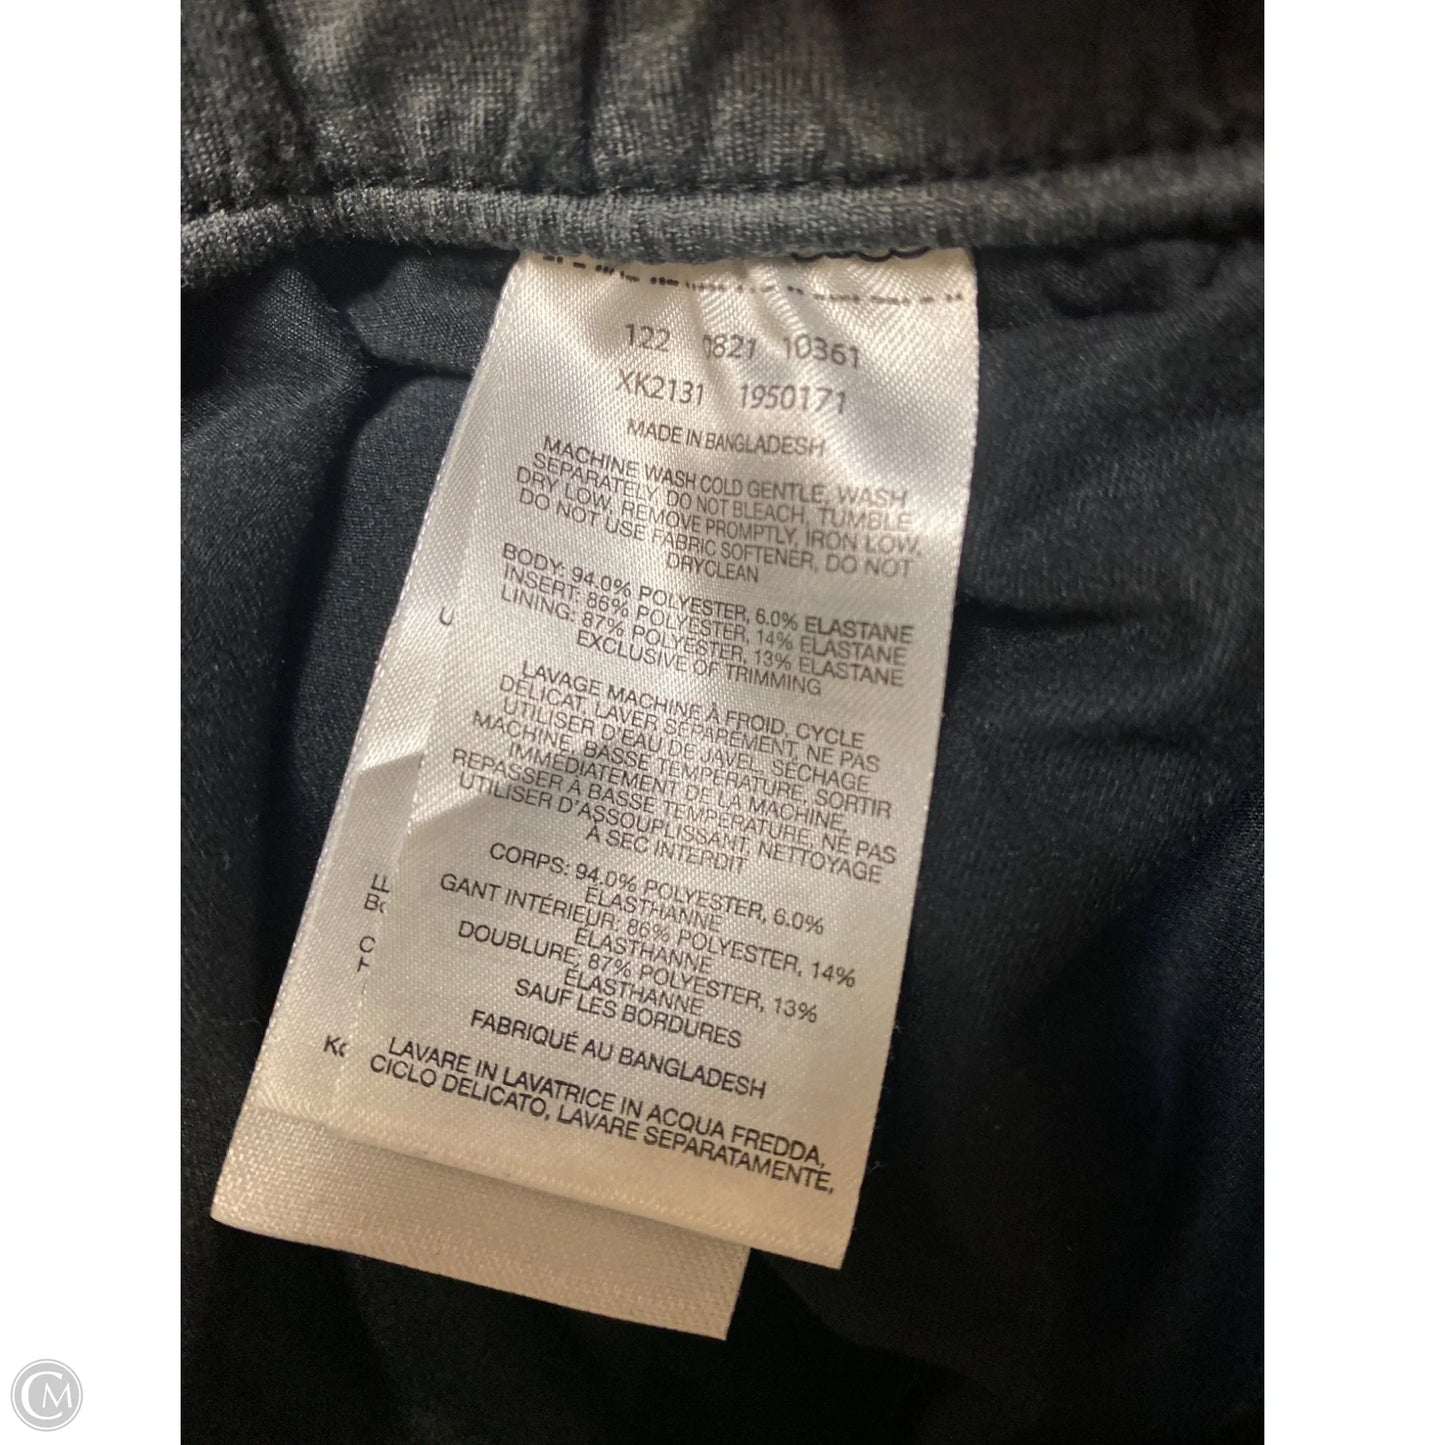 122 0821 10361
XK2131 1950171
MADE IN BANGLADESH
MACHINE WASH COLD GENTLE, WASH
SEPARATELY, DO NOT BLEACH, TUMBLE
DRY LOW, REMOVE PROMPTLY, IRON LOW,
DO NOT USE FABRIC SOFTENER, DO NOT
DRYCLEAN
BODY: 94.0% POLYESTER, 6.0% ELASTANE
INSERT: 86% POLYESTER, 14% ELASTANE
LINING: 87% POLYESTER, 13% ELASTANE
EXCLUSIVE OF TRIMMING
LAVAGE MACHINE À FROID, CYCLE
DÉLICAT, LAVER SÉPARÉMENT, NE PAS
UTILISER D'EAU DE JAVEL, SÉCHAGE
MACHINE, BASSE TEMPÉRATURE, SORTIR
IMMÉDIATEMENT DE LA MACHINE,
REPASSER À BASSE TEMPÉRATURE, NE PAS
UTILISER D'ASSOUPLISSANT, NETTOYAGE
À SEC INTERDIT
CORPS: 94.0% POLYESTER, 6.0%
ÉLASTHANNE
GANT INTÉRIEUR: 86% POLYESTER, 14%
ÉLASTHANNE
DOUBLURE: 87% POLYESTER, 13%
ÉLASTHANNE
SAUF LES BORDURES
FABRIQUÉ AU BANGLADESH
LAVARE IN LAVATRICE IN ACQUA FREDDA,
CICLO DELICATO, LAVARE SEPARATAMENTE,
CM